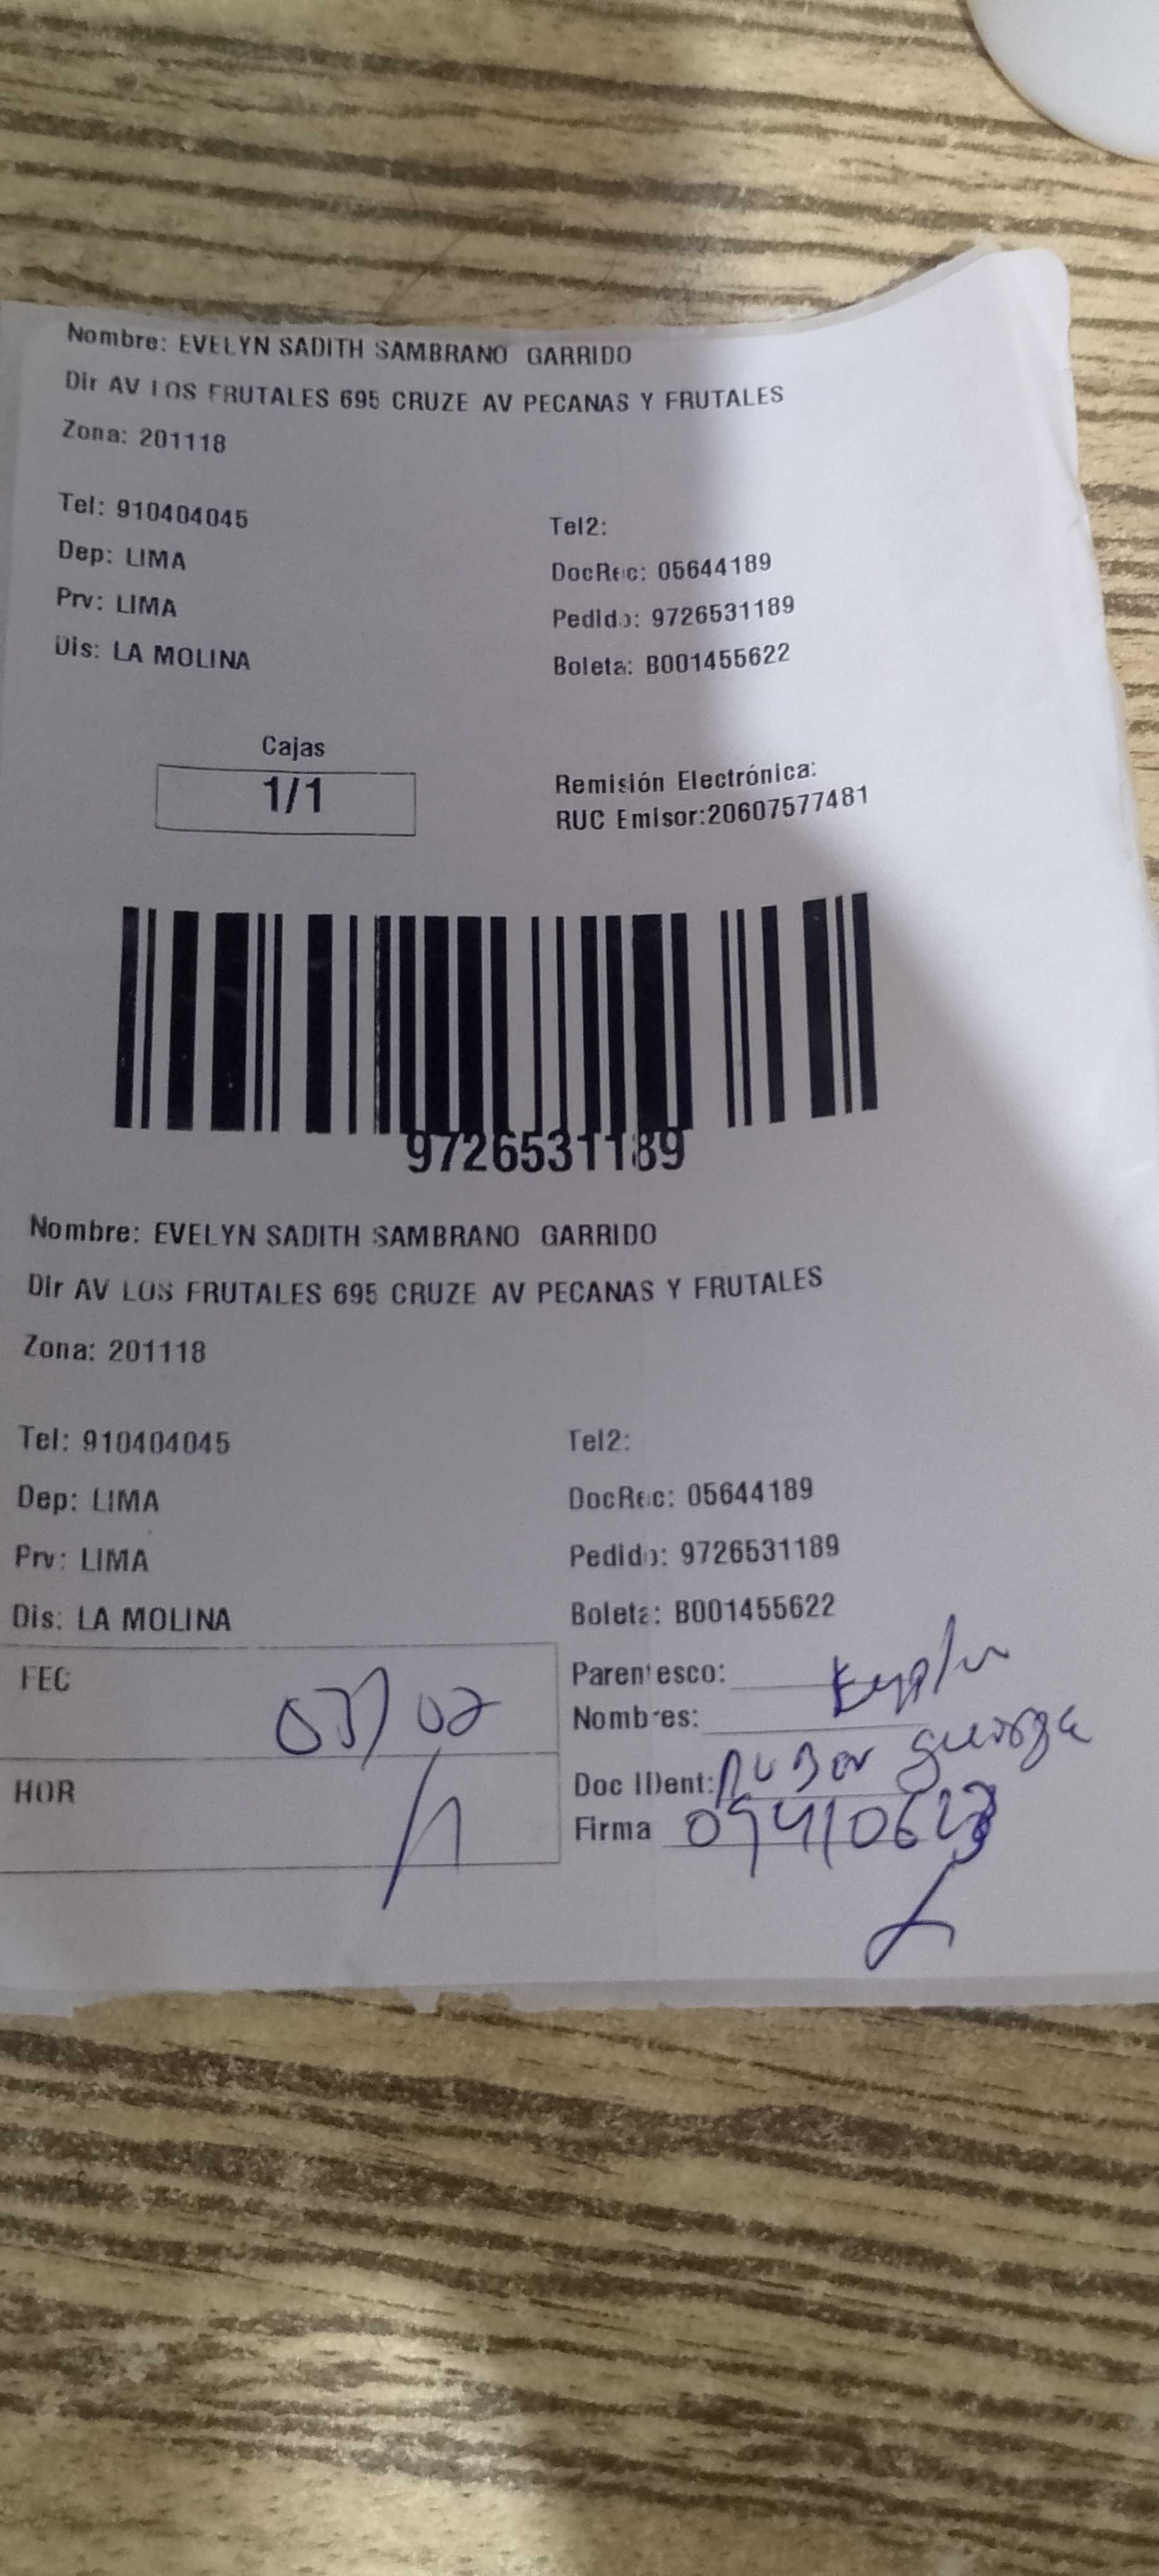 Nombre: EVELYN SADITH SAMBRANO GARRIDO
Dir AV LOS FRUTALES 695 CRUZE AV PECANAS Y FRUTALES
Zona: 201118
Tel: 910404045
Tel2:
Dep: LIMA
DocRec: 05644189
Prv: LIMA
Pedido: 9726531189
Dis: LA MOLINA
Boleta: B001455622
Cajas
1/1
Remisión Electrónica:
RUC Emisor:20607577481
9726531189
Nombre: EVELYN SADITH SAMBRANO GARRIDO
Dir AV LOS FRUTALES 695 CRUZE AV PECANAS Y FRUTALES
Zona: 201118
Tel: 910404045
Tel2:
Dep: LIMA
DocRec: 05644189
Prv: LIMA
Pedido: 9726531189
Dis: LA MOLINA
Boleta: B001455622
FEC
Parentesco:
Nombres:
HOR
Doc IDent:
Firma